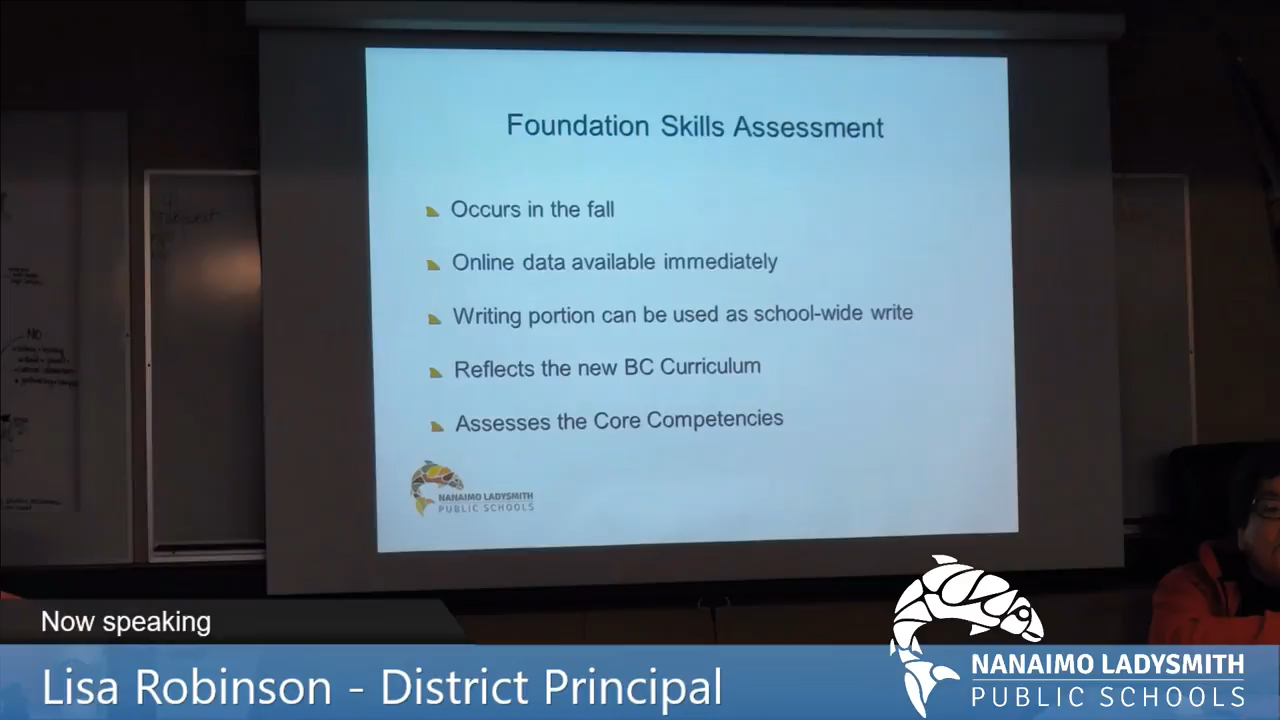 Foundation Skills Assessment
Occurs in the fall
Online data available immediately
Writing portion can be used as school-wide write
Reflects the new BC Curriculum
Assesses the Core Competencies
NANAIMO LADYSMITH
PUBLIC SCHOOLS
NO
Now speaking
Lisa Robinson - District Principal
NANAIMO LADYSMITH
PUBLIC SCHOOLS